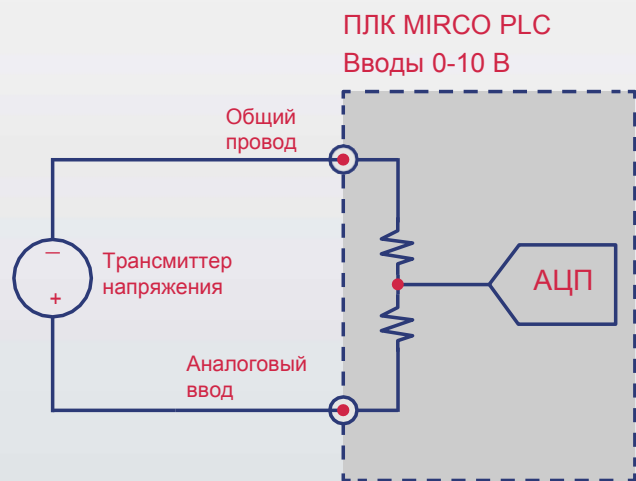 ПЛК MIRCO PLC
Вводы 0-10 В
Общий
провод
—
Трансмиттер
напряжения
+
АЦП
Аналоговый
ввод